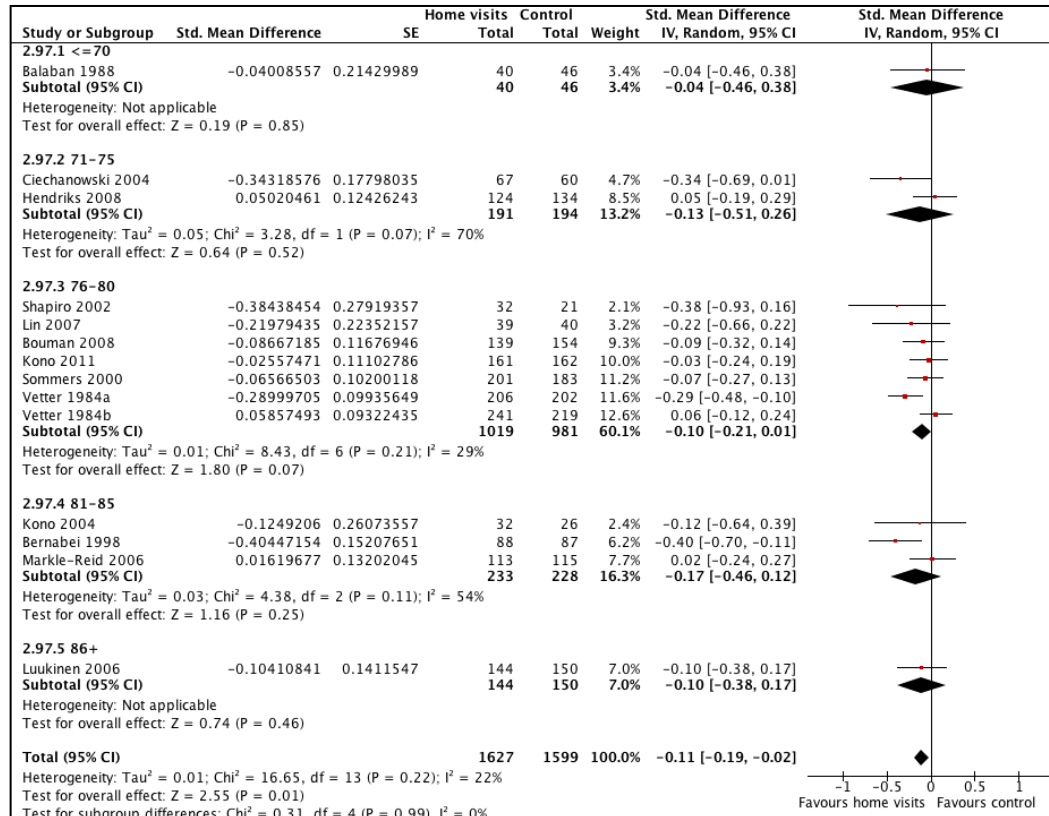 Home visits Control Std. Mean Difference Std. Mean Difference
Study or Subgroup Std. Mean Difference SE Total Total Weight IV, Random, 95% CI IV, Random, 95% CI
2.97.1 <=70
Balaban 1988 -0.04008557 0.21429989 40 46 3.4% -0.04 [-0.46, 0.38]
Subtotal (95% CI) 40 46 3.4% -0.04 [-0.46, 0.38]
Heterogeneity: Not applicable
Test for overall effect: Z = 0.19 (P = 0.85)
2.97.2 71-75
Ciechanowski 2004 -0.34318576 0.17798035 67 60 4.7% -0.34 [-0.69, 0.01]
Hendriks 2008 0.05020461 0.12426243 124 134 8.5% 0.05 [-0.19, 0.29]
Subtotal (95% CI) 191 194 13.2% -0.13 [-0.51, 0.26]
Heterogeneity: Tau² = 0.05; Chi² = 3.28, df = 1 (P = 0.07); I² = 70%
Test for overall effect: Z = 0.64 (P = 0.52)
2.97.3 76-80
Shapiro 2002 -0.38438454 0.27919357 32 21 2.1% -0.38 [-0.93, 0.16]
Lin 2007 -0.21979435 0.22352157 39 40 3.2% -0.22 [-0.66, 0.22]
Bouman 2008 -0.08667185 0.11676946 139 154 9.3% -0.09 [-0.32, 0.14]
Kono 2011 -0.02557471 0.11102786 161 162 10.0% -0.03 [-0.24, 0.19]
Sommers 2000 -0.06566503 0.10200118 201 183 11.2% -0.07 [-0.27, 0.13]
Vetter 1984a -0.28999705 0.09935649 206 202 11.6% -0.29 [-0.48, -0.10]
Vetter 1984b 0.05857493 0.09322435 241 219 12.6% 0.06 [-0.12, 0.24]
Subtotal (95% CI) 1019 981 60.1% -0.10 [-0.21, 0.01]
Heterogeneity: Tau² = 0.01; Chi² = 8.43, df = 6 (P = 0.21); I² = 29%
Test for overall effect: Z = 1.80 (P = 0.07)
2.97.4 81-85
Kono 2004 -0.1249206 0.26073557 32 26 2.4% -0.12 [-0.64, 0.39]
Bernabei 1998 -0.40447154 0.15207651 88 87 6.2% -0.40 [-0.70, -0.11]
Markle-Reid 2006 0.01619677 0.13202045 113 115 7.7% 0.02 [-0.24, 0.27]
Subtotal (95% CI) 233 228 16.3% -0.17 [-0.46, 0.12]
Heterogeneity: Tau² = 0.03; Chi² = 4.38, df = 2 (P = 0.11); I² = 54%
Test for overall effect: Z = 1.16 (P = 0.25)
2.97.5 86+
Luukinen 2006 -0.10410841 0.1411547 144 150 7.0% -0.10 [-0.38, 0.17]
Subtotal (95% CI) 144 150 7.0% -0.10 [-0.38, 0.17]
Heterogeneity: Not applicable
Test for overall effect: Z = 0.74 (P = 0.46)
Total (95% CI) 1627 1599 100.0% -0.11 [-0.19, -0.02]
Heterogeneity: Tau² = 0.01; Chi² = 16.65, df = 13 (P = 0.22); I² = 22%
Test for overall effect: Z = 2.55 (P = 0.01)
Test for subgroup differences: Chi² = 0.31, df = 4 (P = 0.99), I² = 0%
-1 -0.5 0 0.5 1
Favours home visits Favours control